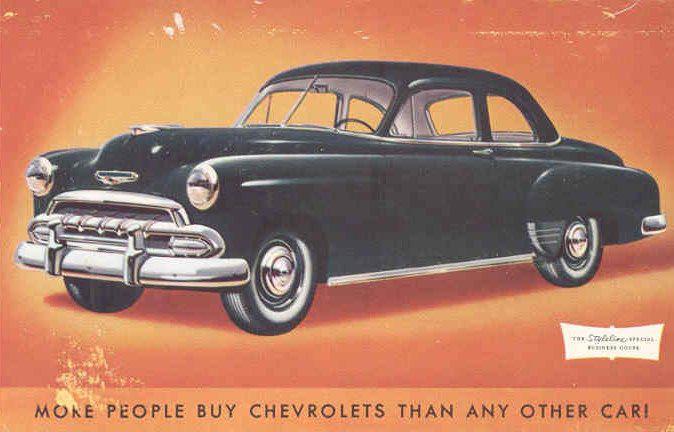 THE Styleline SPECIAL
BUSINESS COUPE
MORE PEOPLE BUY CHEVROLETS THAN ANY OTHER CAR!